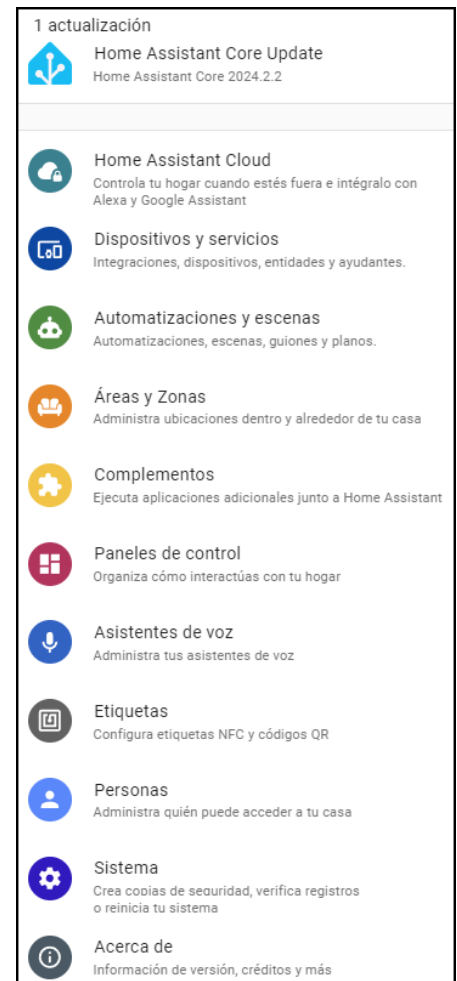 1 actualización
Home Assistant Core Update
Home Assistant Core 2024.2.2
Home Assistant Cloud
Controla tu hogar cuando estés fuera e intégralo con
Alexa y Google Assistant
Dispositivos y servicios
Integraciones, dispositivos, entidades y ayudantes.
Automatizaciones y escenas
Automatizaciones, escenas, guiones y planos.
Áreas y Zonas
Administra ubicaciones dentro y alrededor de tu casa
Complementos
Ejecuta aplicaciones adicionales junto a Home Assistant
Paneles de control
Organiza cómo interactúas con tu hogar
Asistentes de voz
Administra tus asistentes de voz
Etiquetas
Configura etiquetas NFC y códigos QR
Personas
Administra quién puede acceder a tu casa
Sistema
Crea copias de seguridad, verifica registros
o reinicia tu sistema
Acerca de
Información de versión, créditos y más